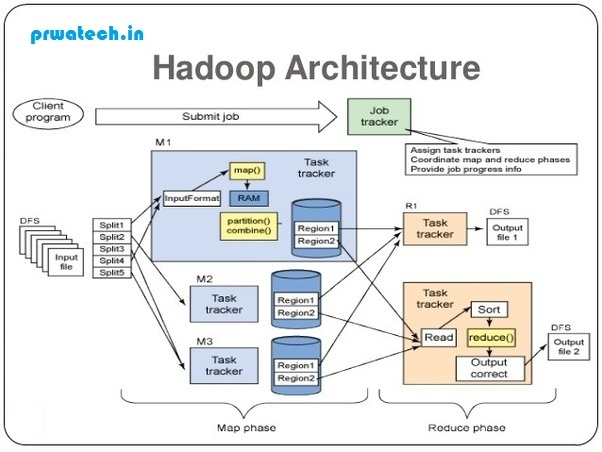 prwatech.in
Hadoop Architecture
Client
program
Submit job
Job
tracker
Assign task trackers
Coordinate map and reduce phases
Provide job progress info
M1
Task
tracker
map()
InputFormat
RAM
partition()
combine()
Region1
Region2
DFS
Input
file
Split1
Split2
Split3
Split4
Split5
M2
Task
tracker
Region1
Region2
M3
Task
tracker
Region1
Region2
R1
Task
tracker
DFS
Output
file 1
Task
tracker
Sort
Read
reduce()
Output
correct
DFS
Output
file 2
Map phase
Reduce phase